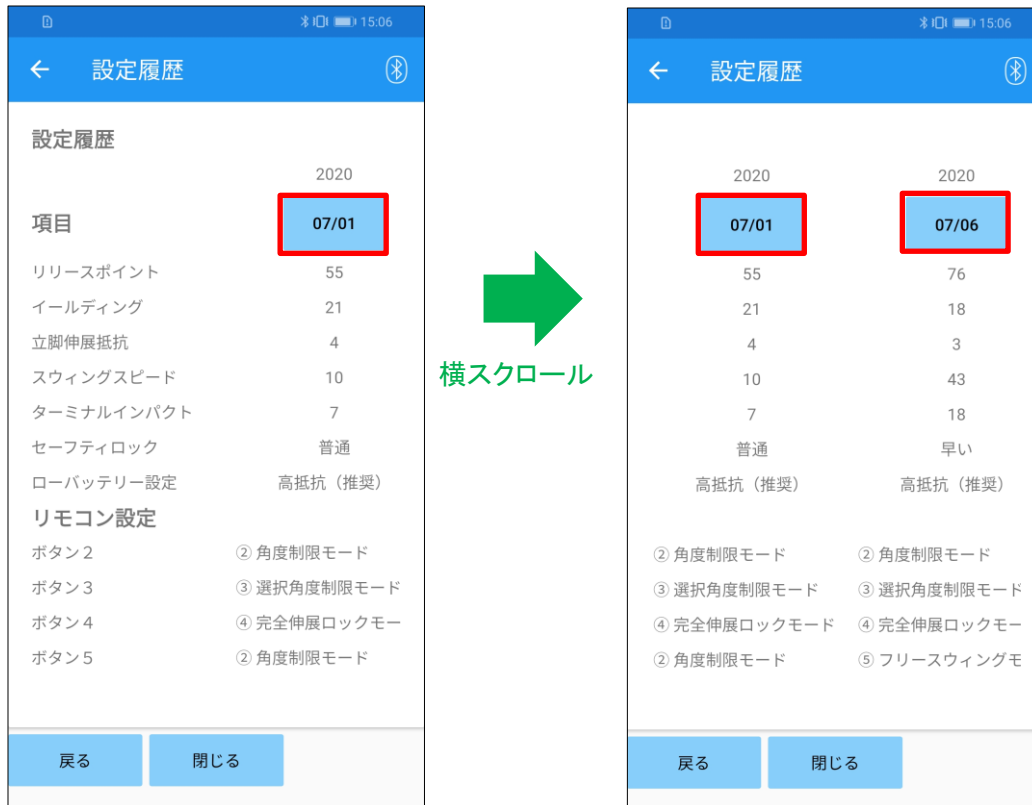 15:06
設定履歴
設定履歴
2020
項目 07/01
リリースポイント 55
イールディング 21
立脚伸展抵抗 4
スウィングスピード 10
ターミナルインパクト 7
セーフティロック 普通
ローバッテリー設定 高抵抗（推奨）
リモコン設定
ボタン２ ② 角度制限モード
ボタン３ ③ 選択角度制限モード
ボタン４ ④ 完全伸展ロックモー
ボタン５ ② 角度制限モード
戻る 閉じる
横スクロール
15:06
設定履歴
2020 2020
07/01 07/06
55 76
21 18
4 3
10 43
7 18
普通 早い
高抵抗（推奨） 高抵抗（推奨）
② 角度制限モード ② 角度制限モード
③ 選択角度制限モード ③ 選択角度制限モード
④ 完全伸展ロックモード ④ 完全伸展ロックモー
② 角度制限モード ⑤ フリースウィングモ
戻る 閉じる